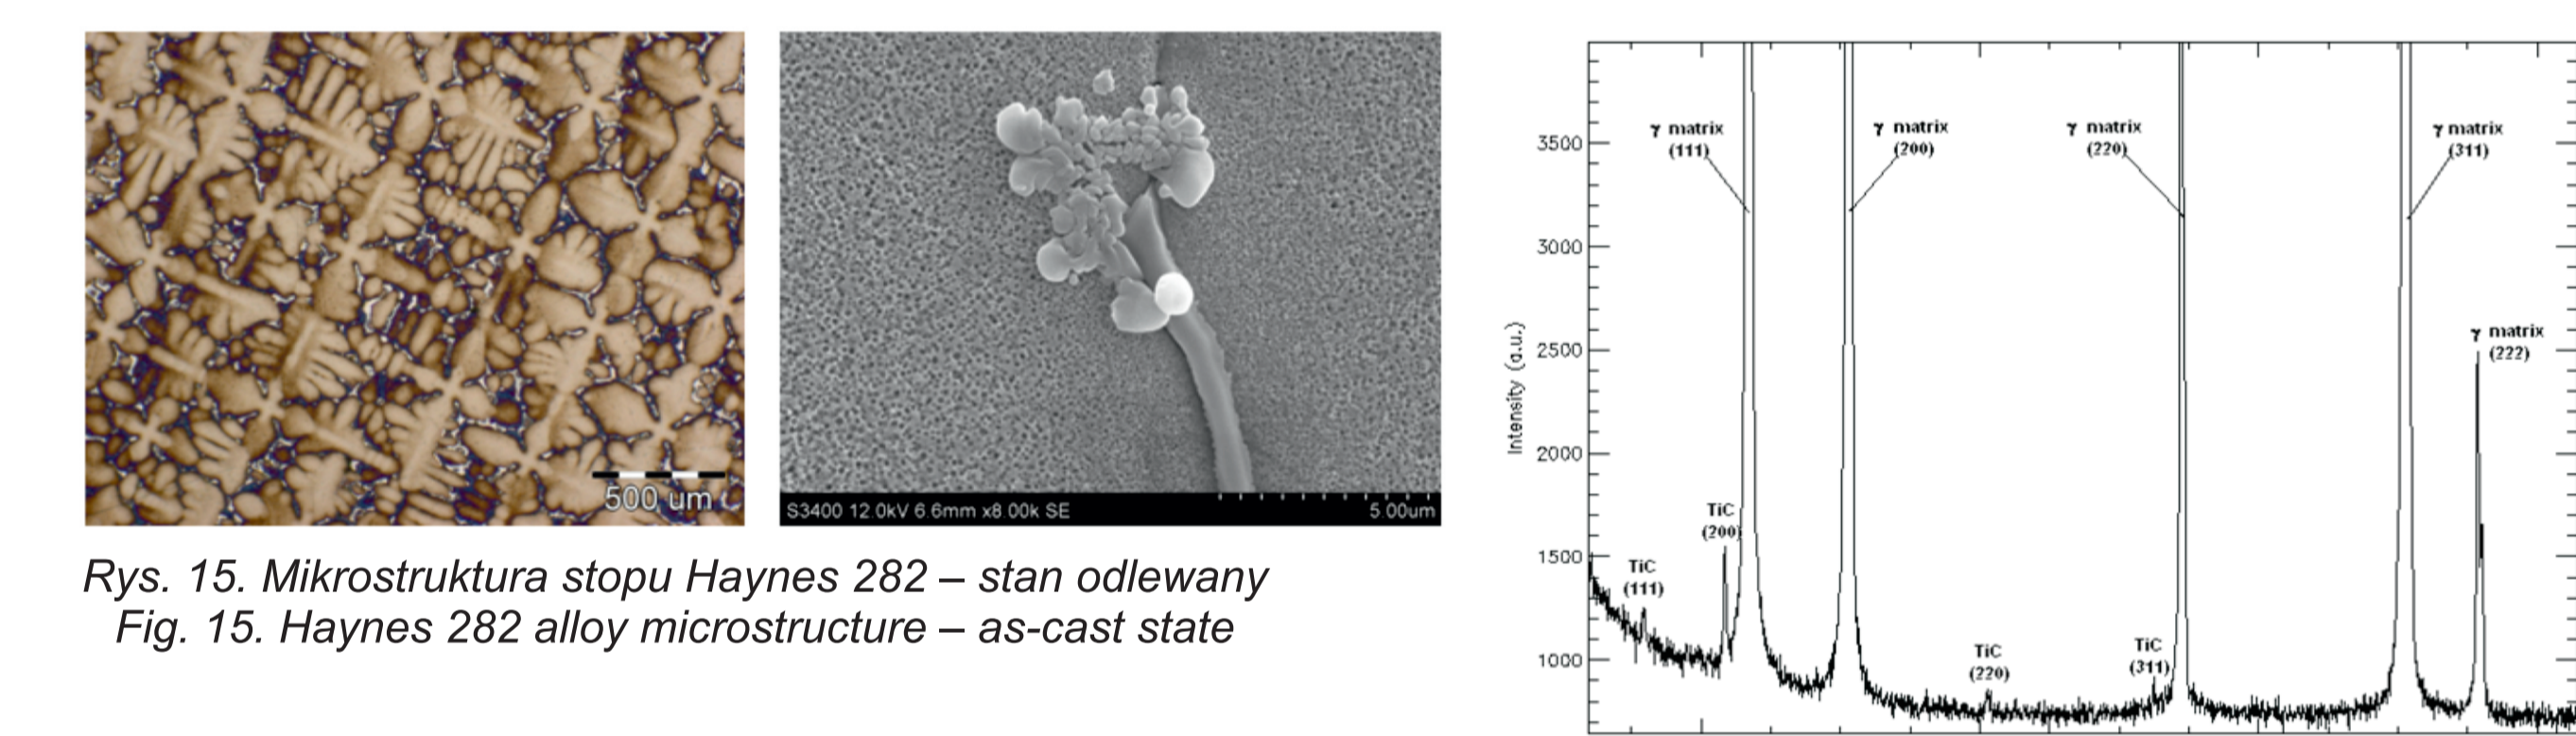 500 um
S3400 12.0kV 6.6mm x8.00k SE
5.00um
Rys. 15. Mikrostruktura stopu Haynes 282 – stan odlewany
Fig. 15. Haynes 282 alloy microstructure – as-cast state
Intensity (a.u.)
3500
3000
2500
2000
1500
1000
γ matrix
(111)
γ matrix
(200)
γ matrix
(220)
γ matrix
(311)
γ matrix
(222)
TiC
(111)
TiC
(200)
TiC
(220)
TiC
(311)